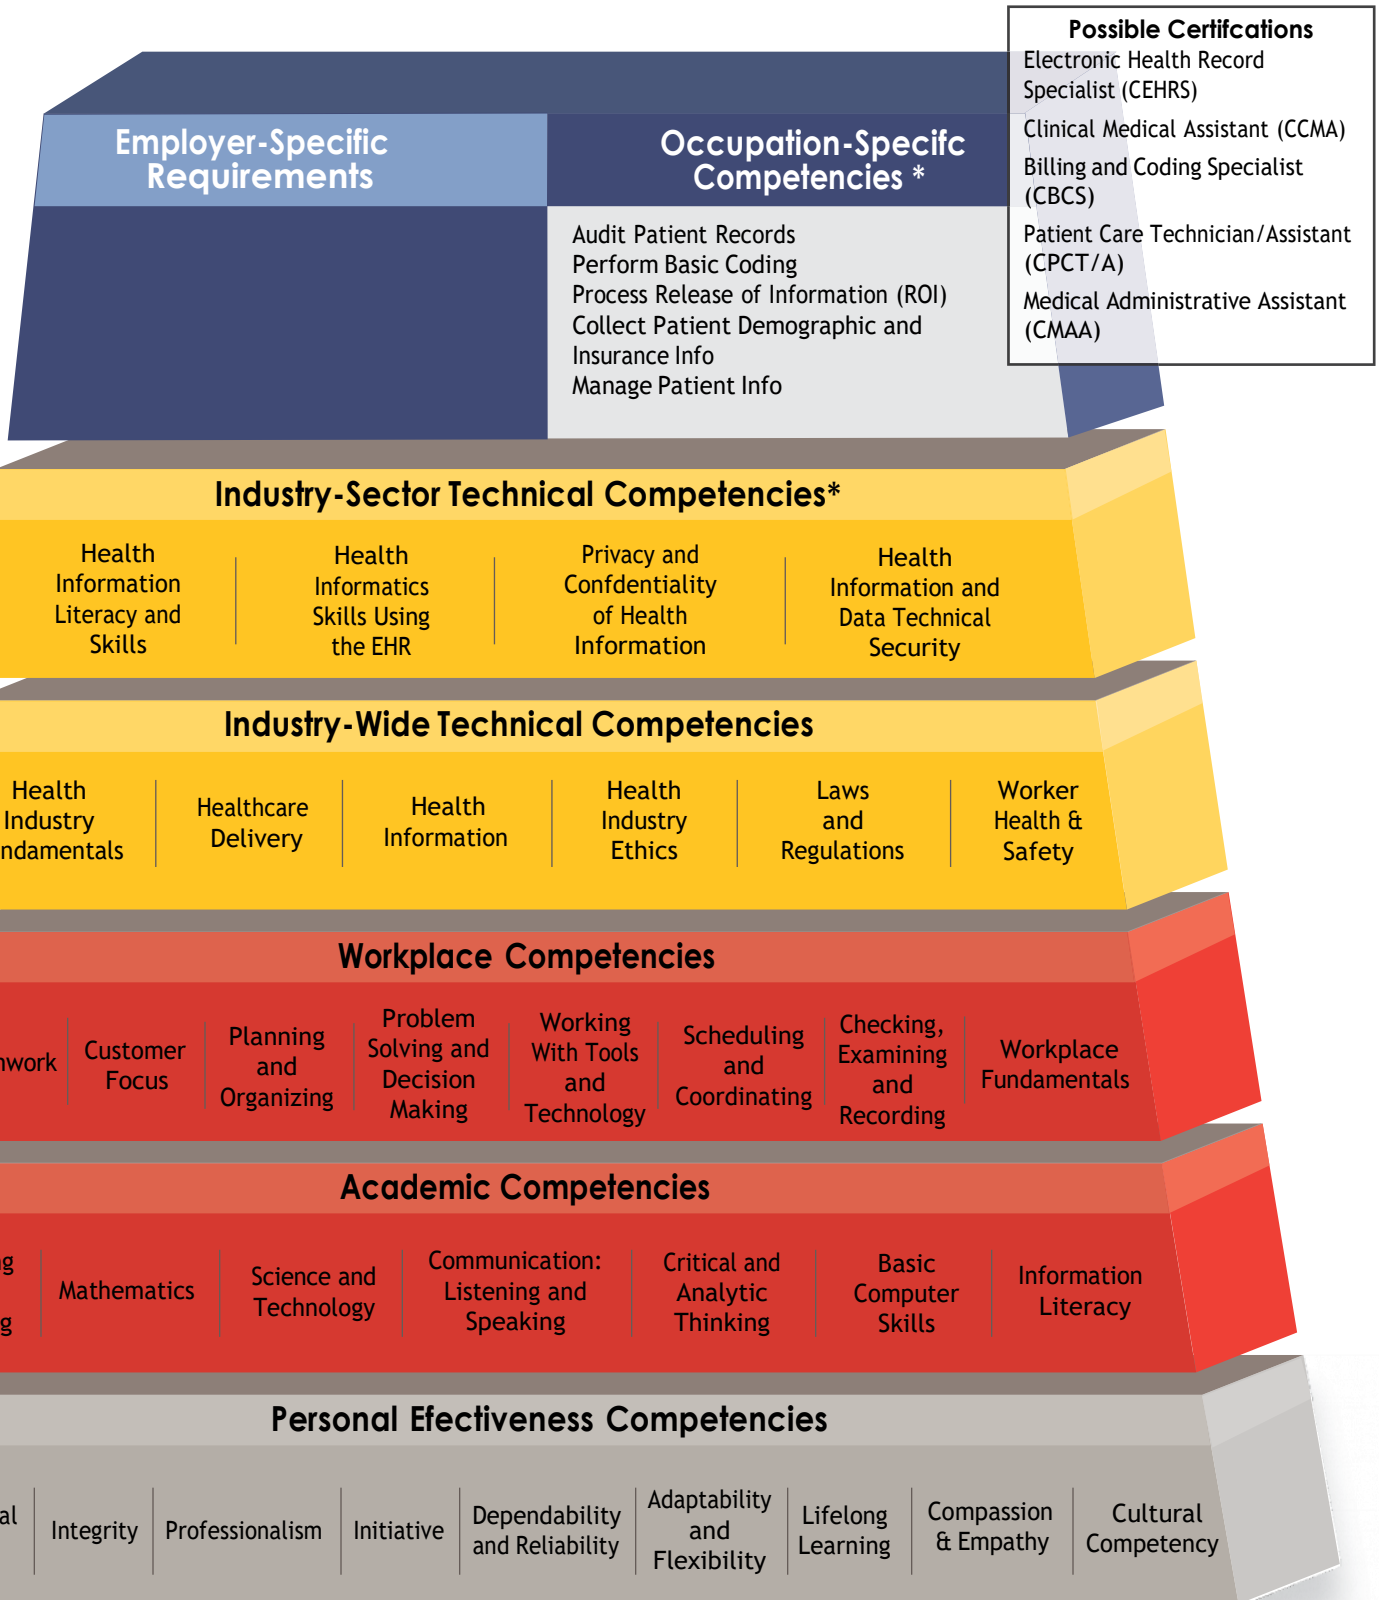 Possible Certifcations
Electronic Health Record
Specialist (CEHRS)
Clinical Medical Assistant (CCMA)
Billing and Coding Specialist
(CBCS)
Patient Care Technician/Assistant
(CPCT/A)
Medical Administrative Assistant
(CMAA)
Employer-Specific
Requirements
Occupation-Specifc
Competencies *
Audit Patient Records
Perform Basic Coding
Process Release of Information (ROI)
Collect Patient Demographic and
Insurance Info
Manage Patient Info
Industry-Sector Technical Competencies*
Health
Information
Literacy and
Skills
Health
Informatics
Skills Using
the EHR
Privacy and
Confdentiality
of Health
Information
Health
Information and
Data Technical
Security
Industry-Wide Technical Competencies
Health
Industry
ndamentals
Healthcare
Delivery
Health
Information
Health
Industry
Ethics
Laws
and
Regulations
Worker
Health &
Safety
Workplace Competencies
nwork
Customer
Focus
Planning
and
Organizing
Problem
Solving and
Decision
Making
Working
With Tools
and
Technology
Scheduling
and
Coordinating
Checking,
Examining
and
Recording
Workplace
Fundamentals
Academic Competencies
g
g
Mathematics
Science and
Technology
Communication:
Listening and
Speaking
Critical and
Analytic
Thinking
Basic
Computer
Skills
Information
Literacy
Personal Efectiveness Competencies
al
Integrity
Professionalism
Initiative
Dependability
and Reliability
Adaptability
and
Flexibility
Lifelong
Learning
Compassion
& Empathy
Cultural
Competency